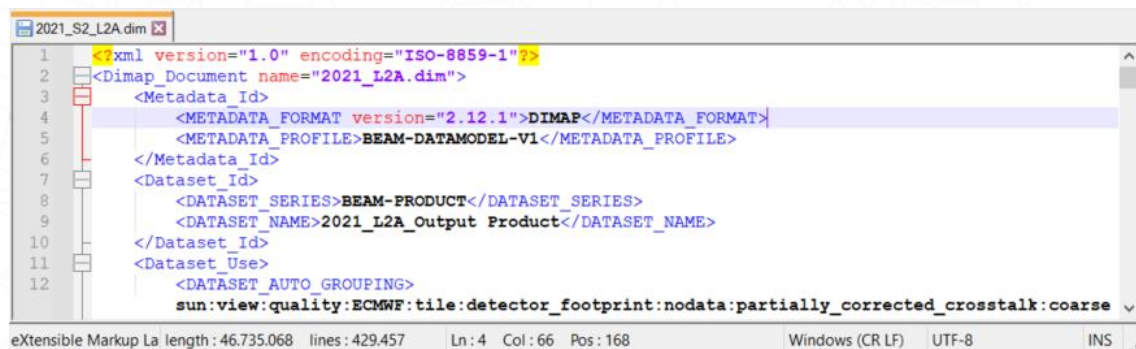 2021_S2_L2A.dim
1 <?xml version="1.0" encoding="ISO-8859-1"?>
2 <Dimap_Document name="2021_L2A.dim">
3 <Metadata_Id>
4 <METADATA_FORMAT version="2.12.1">DIMAP</METADATA_FORMAT>
5 <METADATA_PROFILE>BEAM-DATAMODEL-V1</METADATA_PROFILE>
6 </Metadata_Id>
7 <Dataset_Id>
8 <DATASET_SERIES>BEAM-PRODUCT</DATASET_SERIES>
9 <DATASET_NAME>2021_L2A_Output Product</DATASET_NAME>
10 </Dataset_Id>
11 <Dataset_Use>
12 <DATASET_AUTO_GROUPING>
sun:view:quality:ECMWF:tile:detector_footprint:nodata:partially_corrected_crosstalk:coarse
eXtensible Markup La length : 46.735.068 lines : 429.457 Ln : 4 Col : 66 Pos : 168 Windows (CR LF) UTF-8 INS